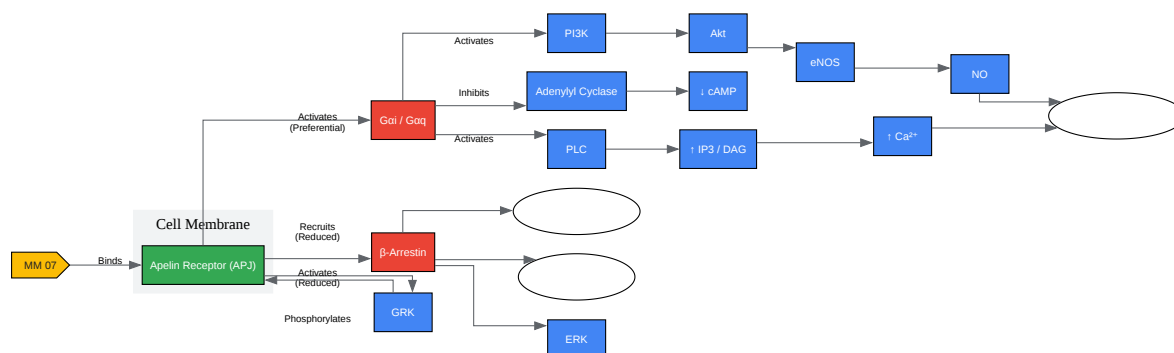 PI3K
Akt
Activates
eNOS
NO
Inhibits
Adenylyl Cyclase
↓ cAMP
Activates
(Preferential)
Gαi / Gαq
Activates
PLC
↑ IP3 / DAG
↑ Ca²⁺
Cell Membrane
Recruits
(Reduced)
β-Arrestin
MM 07
Binds
Apelin Receptor (APJ)
Activates
(Reduced)
GRK
Phosphorylates
ERK